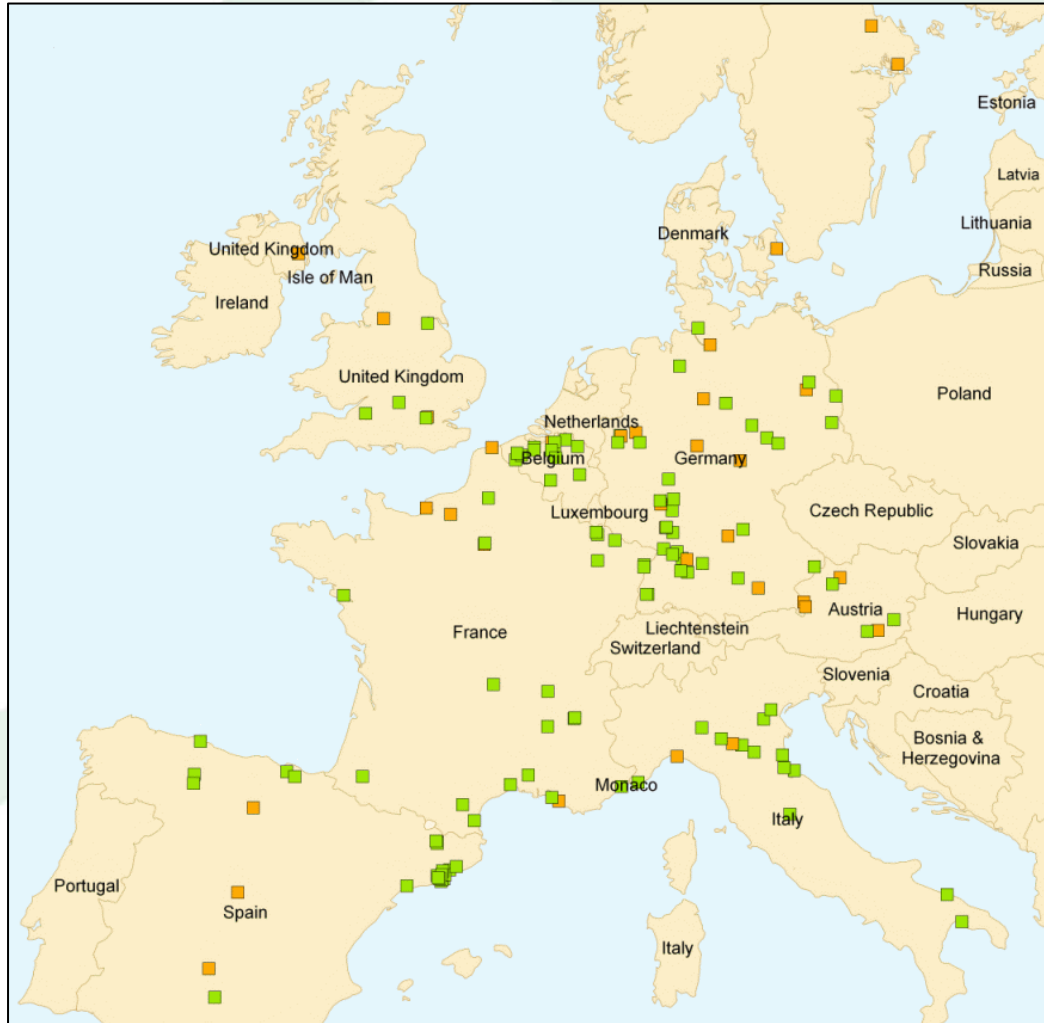 Estonia
Latvia
Lithuania
Russia
Denmark
United Kingdom
Isle of Man
Ireland
United Kingdom
Poland
Netherlands
Belgium
Germany
Luxembourg
Czech Republic
Slovakia
Austria
Hungary
France
Liechtenstein
Switzerland
Slovenia
Croatia
Bosnia &
Herzegovina
Monaco
Italy
Portugal
Spain
Italy